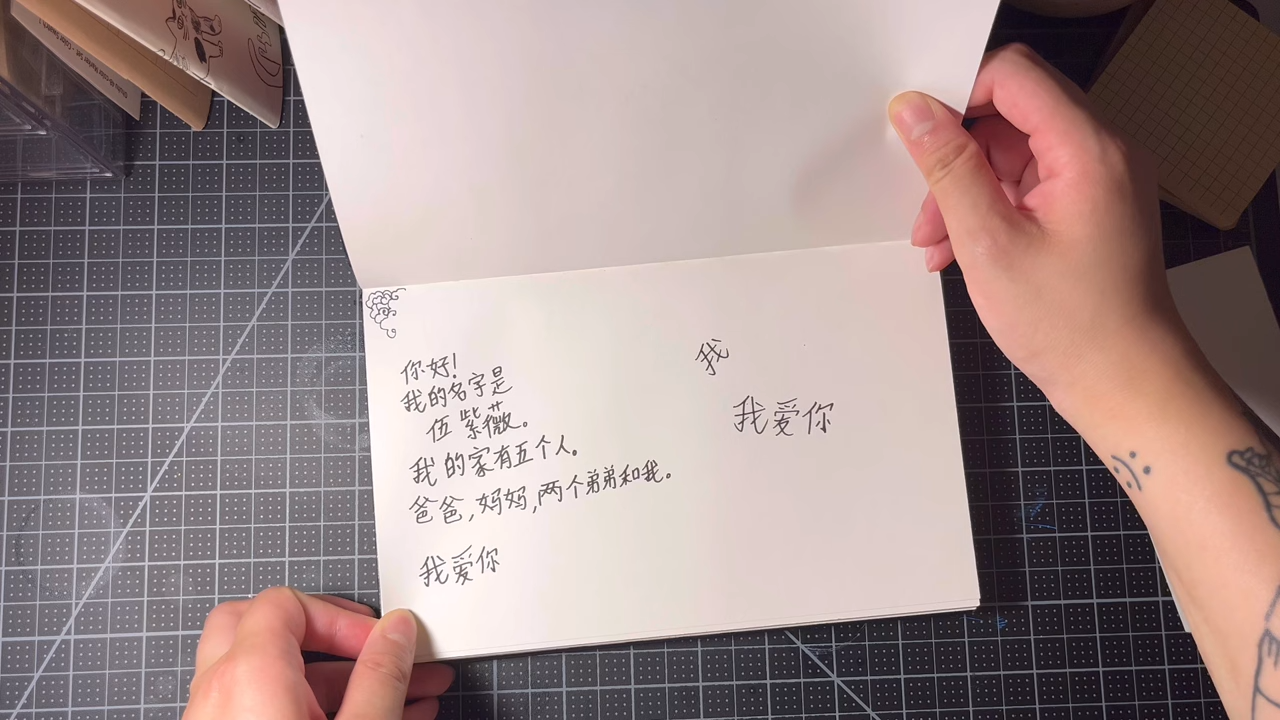 你好!
我的名字是
伍紫薇。
我的家有五个人。
爸爸,妈妈,两个弟弟和我。
我爱你
我
我爱你